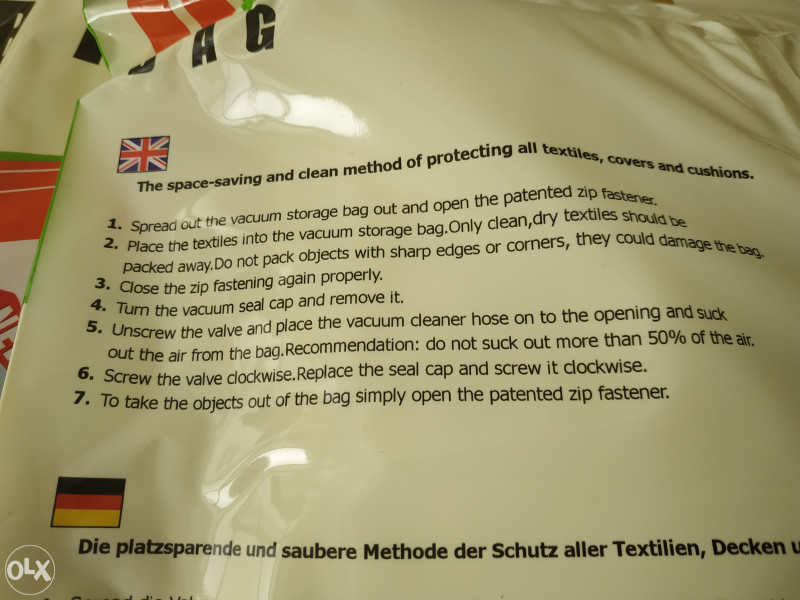 BAG
The space-saving and clean method of protecting all textiles, covers and cushions.
1. Spread out the vacuum storage bag out and open the patented zip fastener.
2. Place the textiles into the vacuum storage bag.Only clean,dry textiles should be
packed away.Do not pack objects with sharp edges or corners, they could damage the bag.
3. Close the zip fastening again properly.
4. Turn the vacuum seal cap and remove it.
5. Unscrew the valve and place the vacuum cleaner hose on to the opening and suck
out the air from the bag.Recommendation: do not suck out more than 50% of the air.
6. Screw the valve clockwise.Replace the seal cap and screw it clockwise.
7. To take the objects out of the bag simply open the patented zip fastener.
Die platzsparende und saubere Methode der Schutz aller Textilien, Decken
OLX